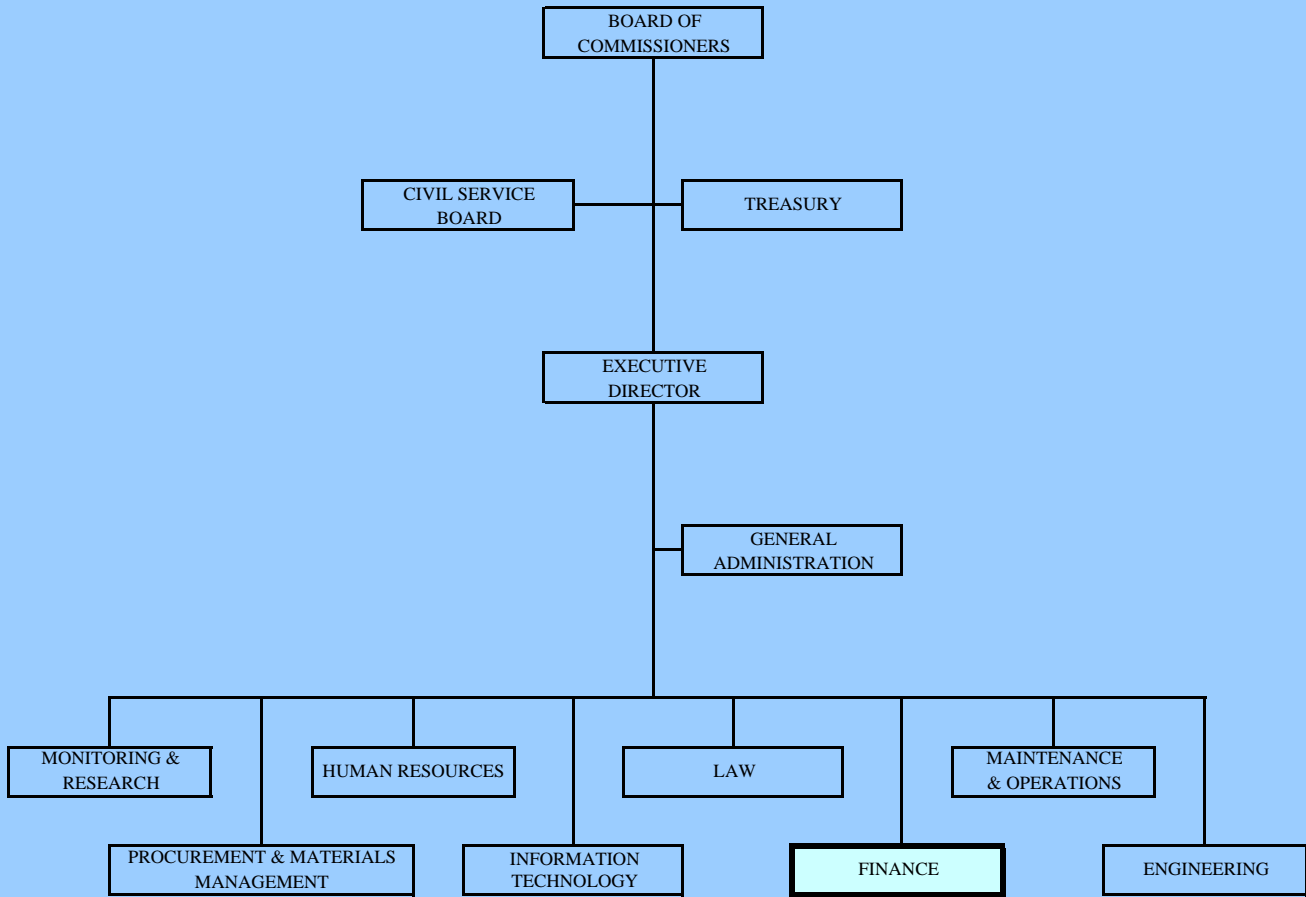 BOARD OF
COMMISSIONERS
CIVIL SERVICE
BOARD
TREASURY
EXECUTIVE
DIRECTOR
GENERAL
ADMINISTRATION
MONITORING &
RESEARCH
HUMAN RESOURCES
LAW
MAINTENANCE
& OPERATIONS
PROCUREMENT & MATERIALS
MANAGEMENT
INFORMATION
TECHNOLOGY
FINANCE
ENGINEERING